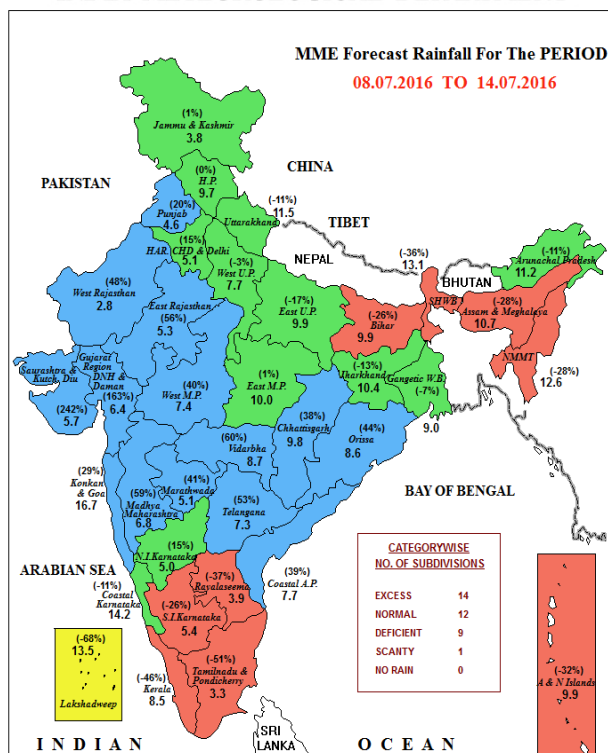 MME Forecast Rainfall For The PERIOD
08.07.2016 TO 14.07.2016
(1%)
Jammu & Kashmir
3.8
(0%)
H.P.
9.7
CHINA
PAKISTAN
(20%)
Punjab
4.6
Uttarakhand
(-11%)
11.5
TIBET
(15%)
HAR. CHD & Delhi
5.1
(-3%)
West U.P.
7.7
NEPAL
(-36%)
13.1
BHUTAN
(-11%)
Arunachal Pradesh
11.2
(48%)
West Rajasthan
2.8
East Rajasthan
(56%)
5.3
(-17%)
East U.P.
9.9
(-26%)
Bihar
9.9
SHWB
(-28%)
Assam & Meghalaya
10.7
NMMT
(-28%)
12.6
Saurashtra &
Kutch. Diu
(242%)
5.7
Gujarat
Region
DNH &
Daman
(163%)
6.4
(40%)
West M.P.
7.4
(1%)
East M.P.
10.0
(-13%)
Jharkhand
10.4
Gangetic W.B.
(-7%)
9.0
(38%)
Chhattisgarh
9.8
(44%)
Orissa
8.6
(60%)
Vidarbha
8.7
(29%)
Konkan
& Goa
16.7
(59%)
Madhya
Maharashtra
6.8
(41%)
Marathwada
5.1
(53%)
Telangana
7.3
BAY OF BENGAL
(15%)
N.I.Karnataka
5.0
ARABIAN SEA
(-11%)
Coastal
Karnataka
14.2
(-37%)
Rayalaseema
3.9
(39%)
Coastal A.P.
7.7
(-26%)
S.I.Karnataka
5.4
CATEGORYWISE
NO. OF SUBDIVISIONS
EXCESS 14
NORMAL 12
DEFICIENT 9
SCANTY 1
NO RAIN 0
(-68%)
13.5
Lakshadweep
(-46%)
Kerala
8.5
(-51%)
Tamilnadu &
Pondicherry
3.3
(-32%)
A & N Islands
9.9
SRI
LANKA
INDIAN OCEAN